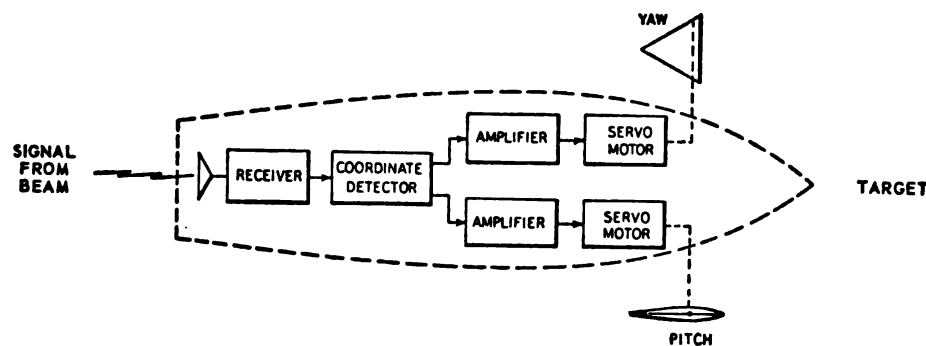 YAW
SIGNAL
FROM
BEAM
RECEIVER
COORDINATE
DETECTOR
AMPLIFIER
SERVO
MOTOR
AMPLIFIER
SERVO
MOTOR
TARGET
PITCH